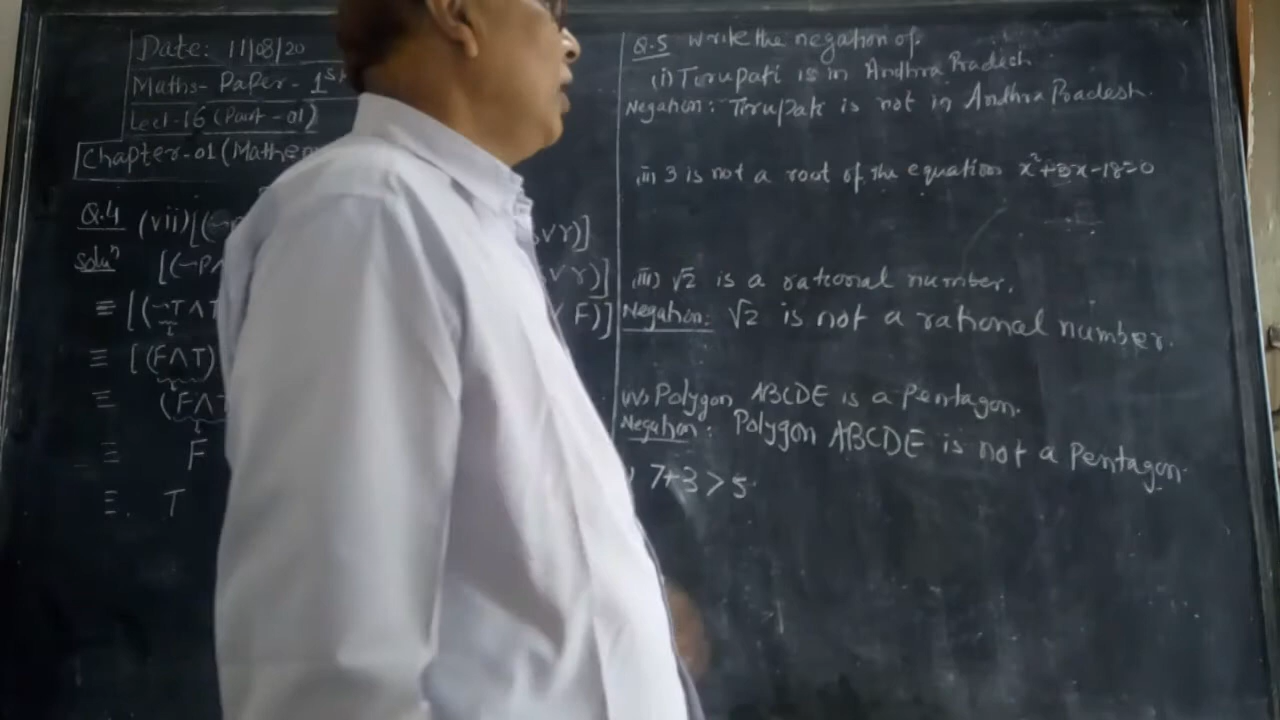 Date: 11/08/20
Maths-Paper-1st
Lect-16 (Part-01)
Chapter-01 (Mathem
Q.4 (vii) [(~
Soluⁿ [(~P∧
≡ [(~T∧T
≡ [(F∧T)
≡ (F∧T
≡ F
≡ T
∨r)]
∨r)]
F)]
Q.5 Write the negation of.
(i) Tirupati is in Andhra Pradesh
Negation: Tirupati is not in Andhra Pradesh.
(ii) 3 is not a root of the equation x²+3x-18=0
(iii) √2 is a rational number.
Negation: √2 is not a rational number.
(iv) Polygon ABCDE is a Pentagon.
Negation: Polygon ABCDE is not a Pentagon.
) 7+3>5